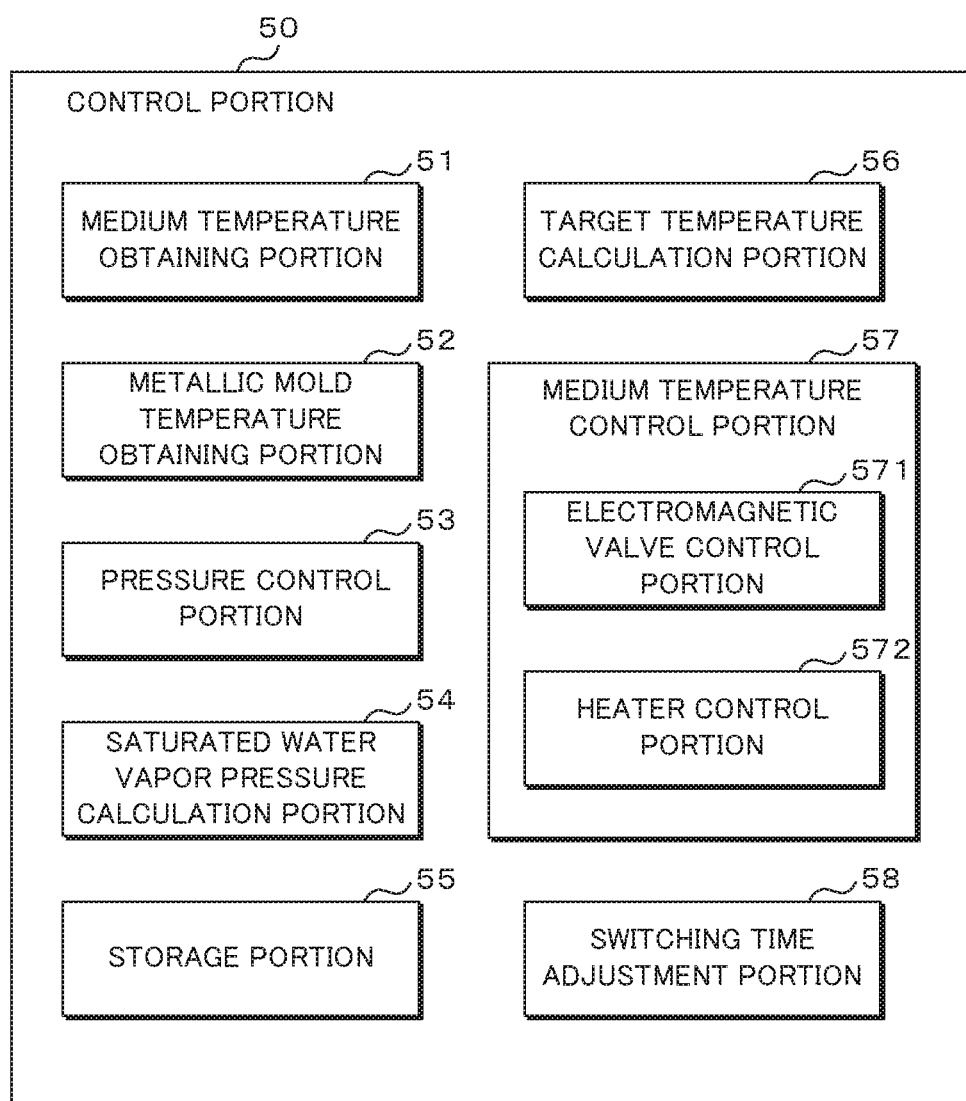 50
CONTROL PORTION
51
MEDIUM TEMPERATURE
OBTAINING PORTION
52
METALLIC MOLD
TEMPERATURE
OBTAINING PORTION
53
PRESSURE CONTROL
PORTION
54
SATURATED WATER
VAPOR PRESSURE
CALCULATION PORTION
55
STORAGE PORTION
56
TARGET TEMPERATURE
CALCULATION PORTION
57
MEDIUM TEMPERATURE
CONTROL PORTION
571
ELECTROMAGNETIC
VALVE CONTROL
PORTION
572
HEATER CONTROL
PORTION
58
SWITCHING TIME
ADJUSTMENT PORTION